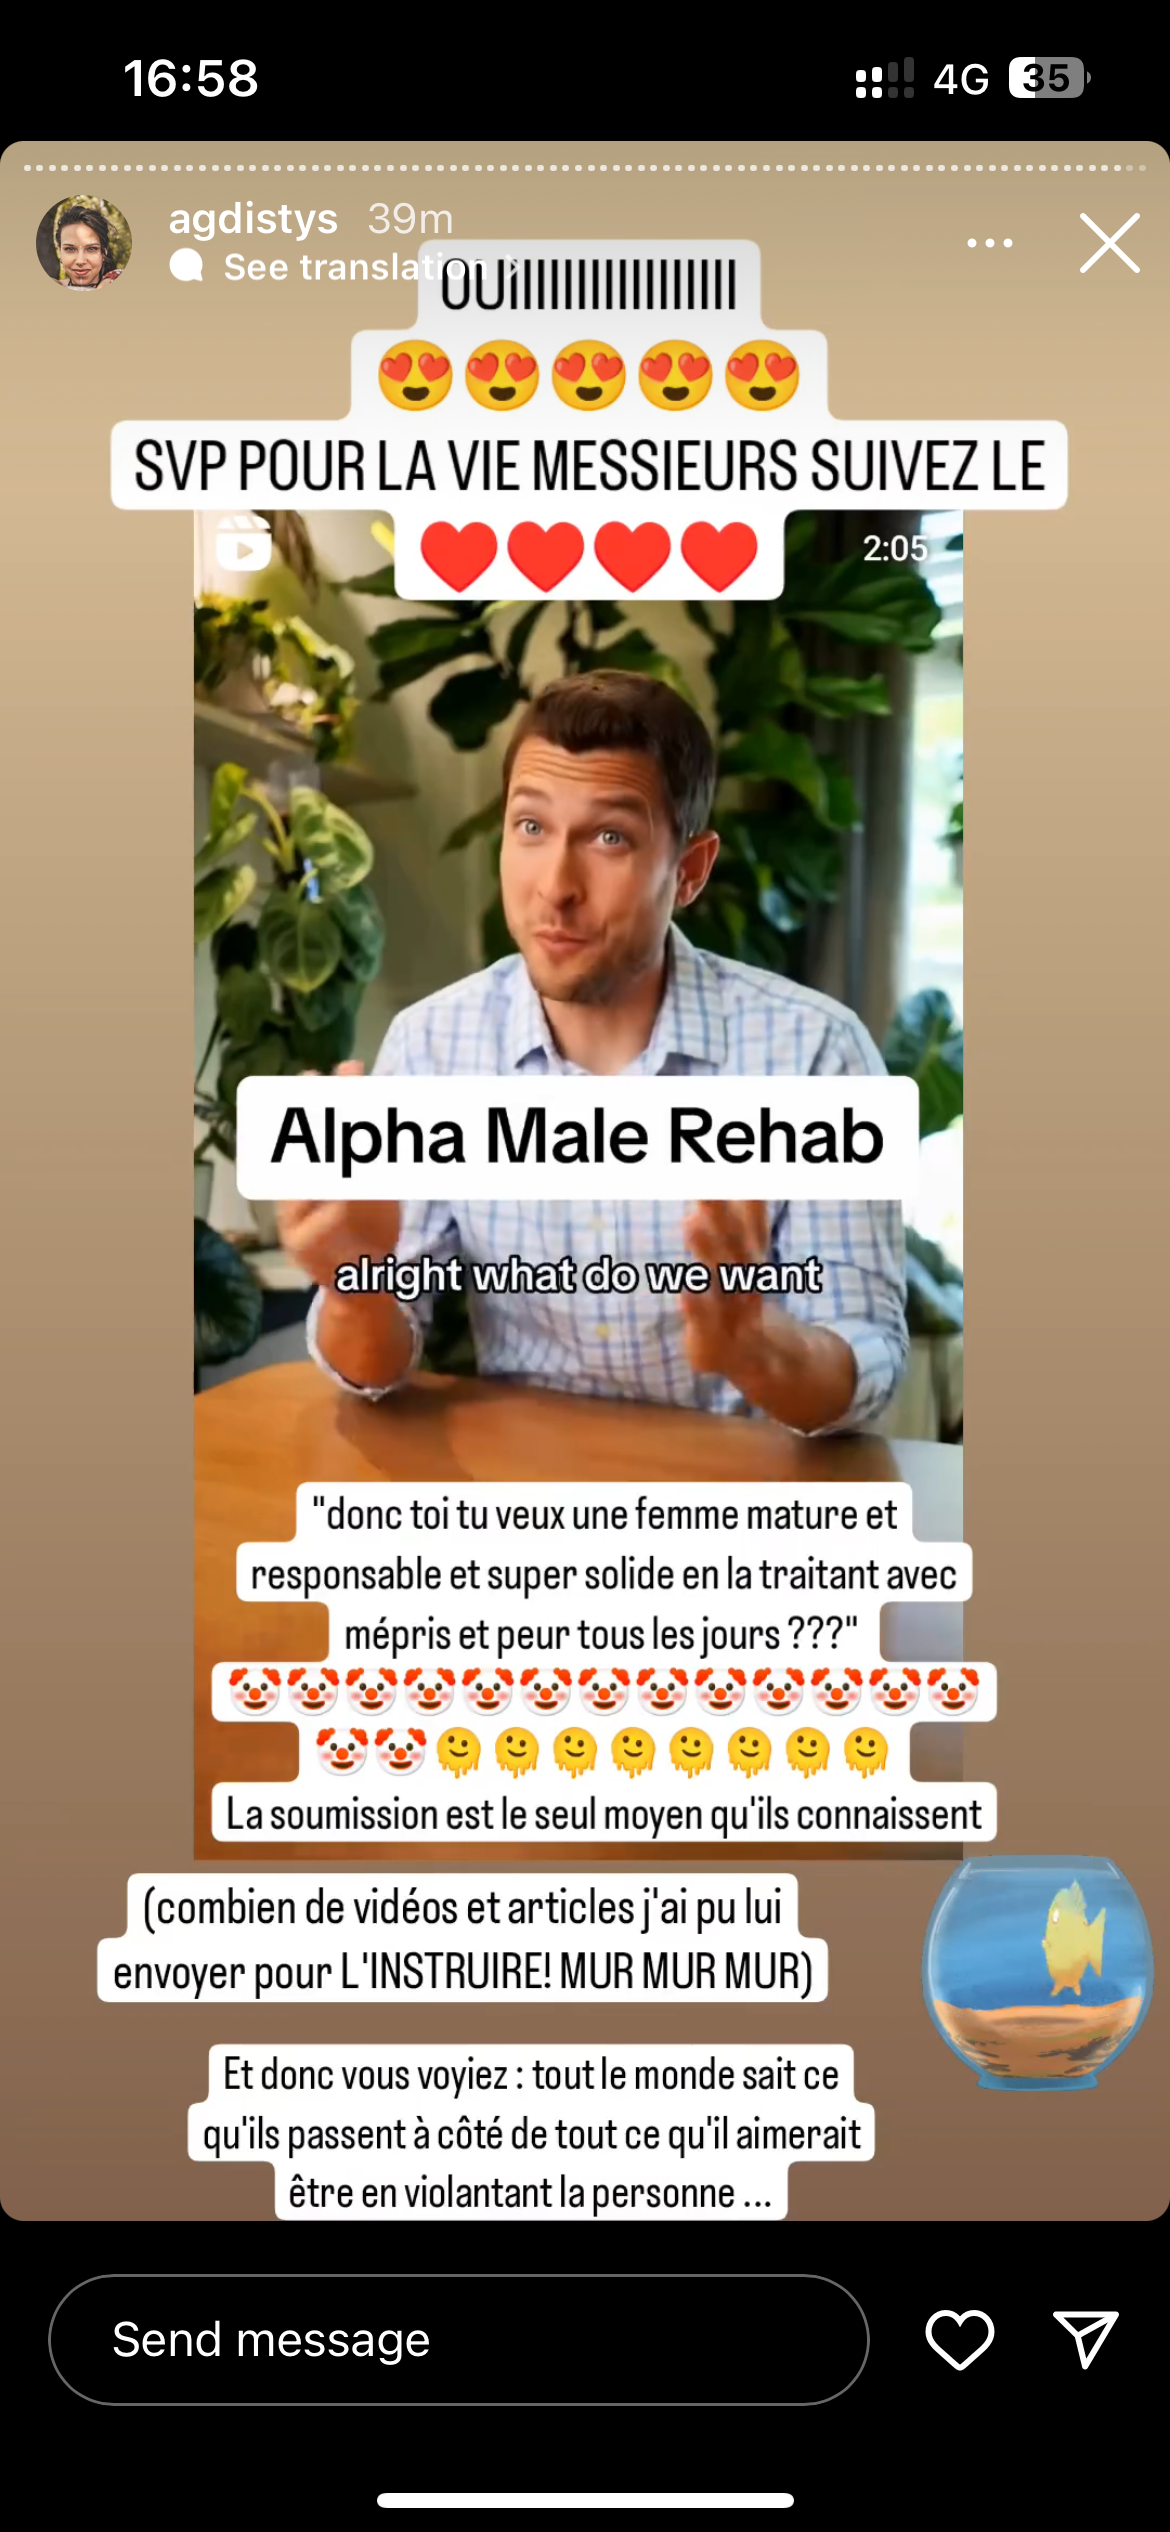 16:58
4G 35
agdistys 39m
See translation
OUIIIIIIIIIIIIIIIIII
😍😍😍😍😍
SVP POUR LA VIE MESSIEURS SUIVEZ LE
❤️❤️❤️❤️
2:05
Alpha Male Rehab
alright what do we want
"donc toi tu veux une femme mature et
responsable et super solide en la traitant avec
mépris et peur tous les jours ???"
🤡🤡🤡🤡🤡🤡🤡🤡🤡🤡🤡🤡🤡
🤡🤡🫠🫠🫠🫠🫠🫠🫠🫠
La soumission est le seul moyen qu'ils connaissent
(combien de vidéos et articles j'ai pu lui
envoyer pour L'INSTRUIRE! MUR MUR MUR)
Et donc vous voyiez : tout le monde sait ce
qu'ils passent à côté de tout ce qu'il aimerait
être en violantant la personne ...
Send message